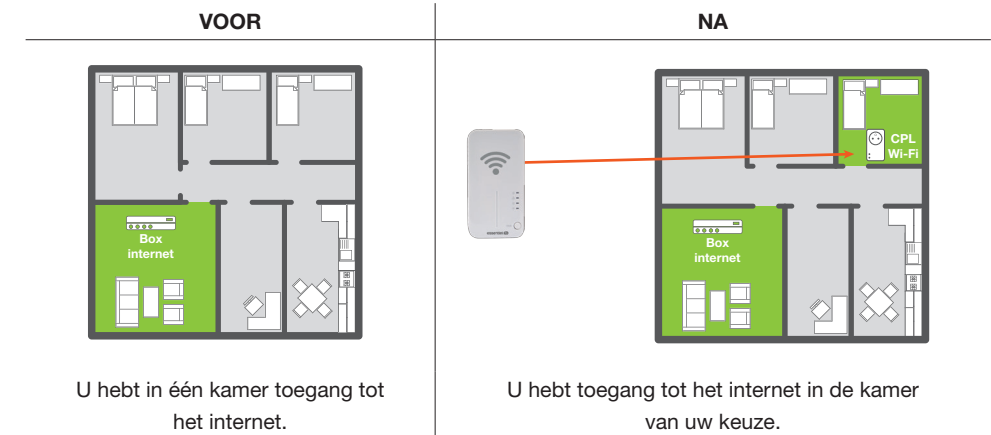 VOOR
NA
Box
internet
U hebt in één kamer toegang tot
het internet.
CPL
Wi-Fi
Box
internet
U hebt toegang tot het internet in de kamer
van uw keuze.